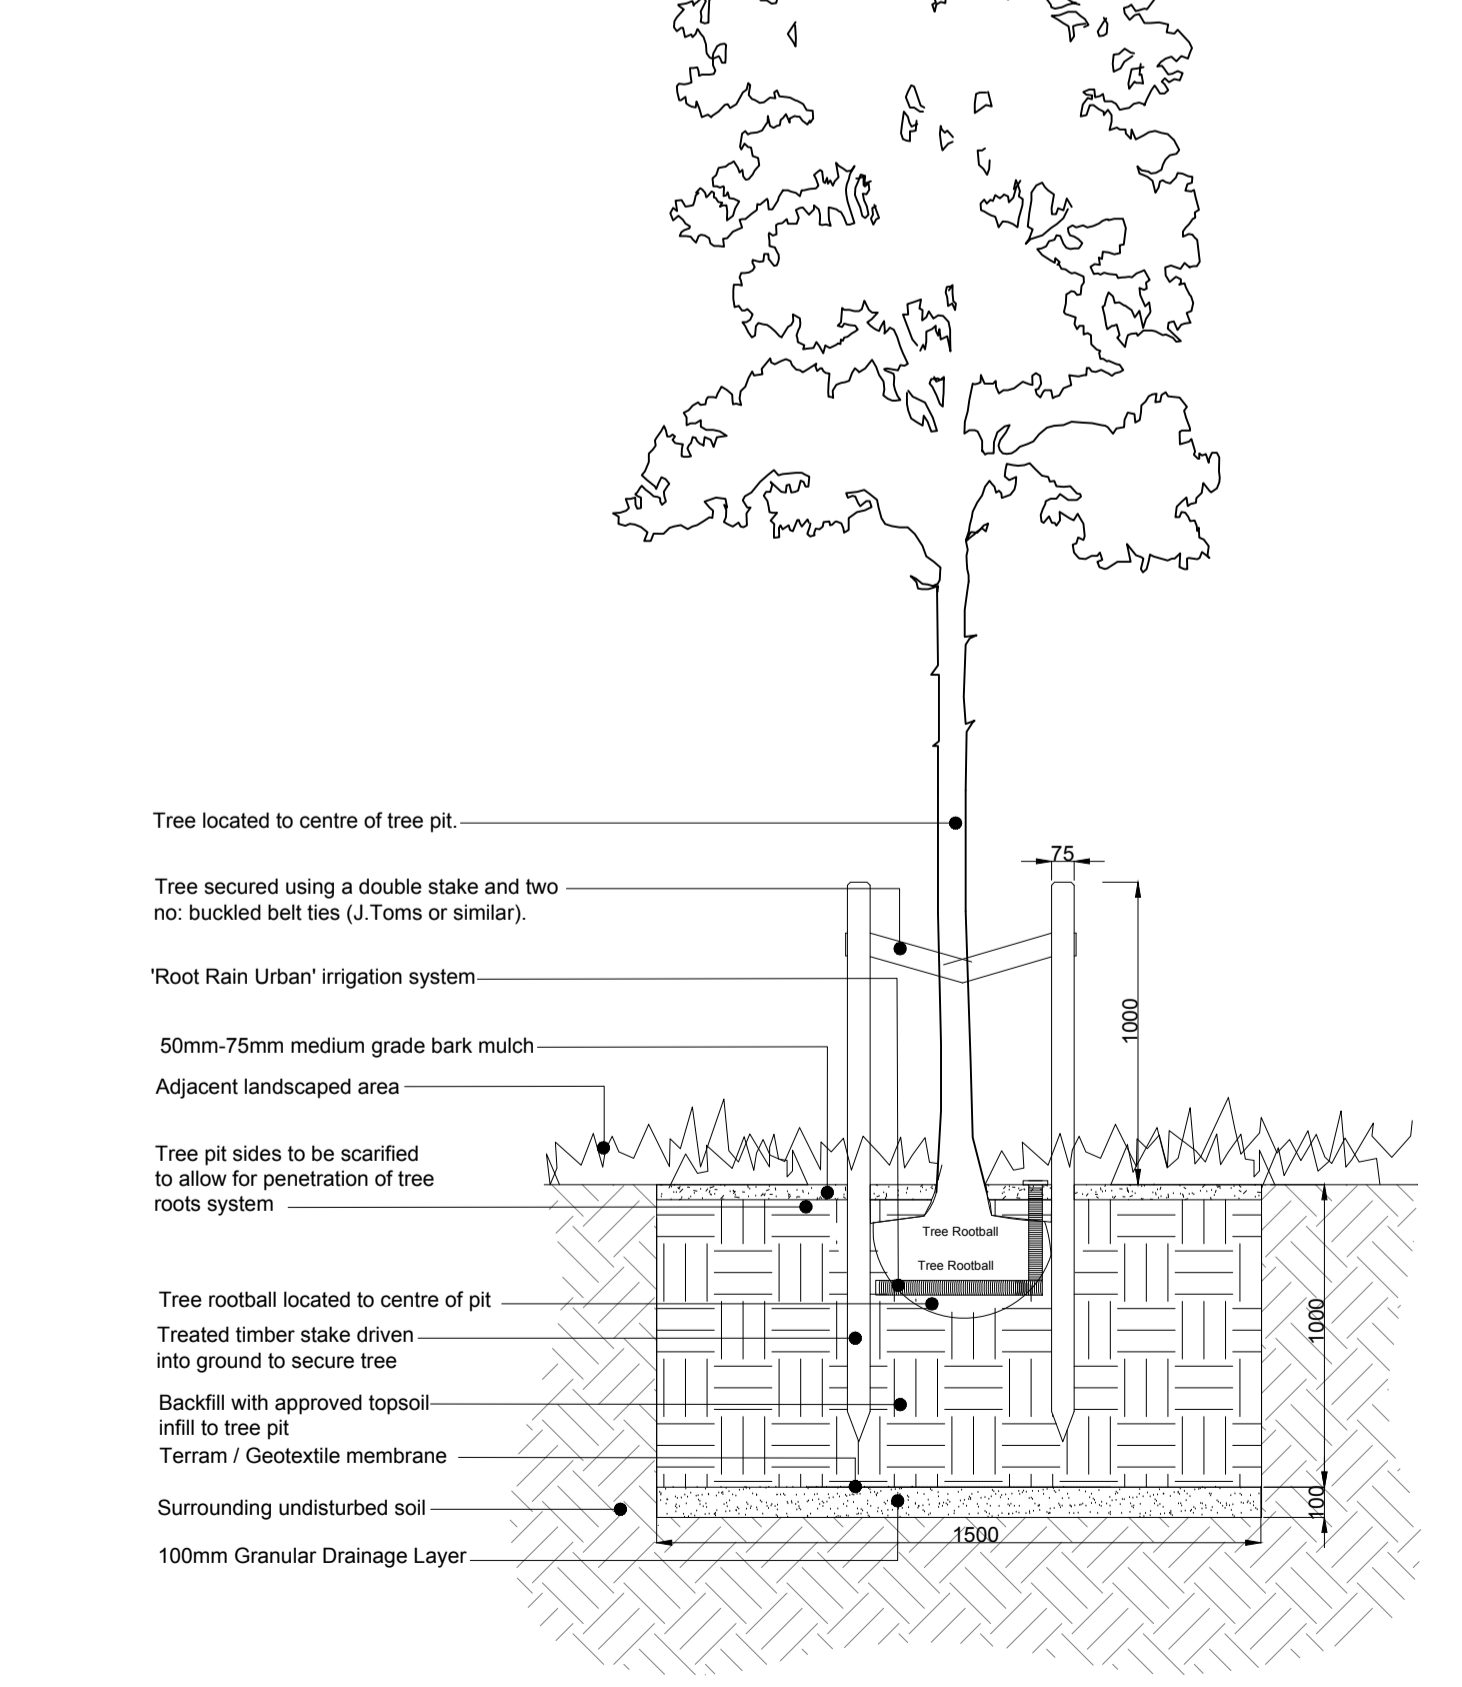 Tree located to centre of tree pit.
75
Tree secured using a double stake and two
no: buckled belt ties (J.Toms or similar).
'Root Rain Urban' irrigation system
1000
50mm-75mm medium grade bark mulch
Adjacent landscaped area
Tree pit sides to be scarified
to allow for penetration of tree
roots system
Tree Rootball
Tree Rootball
Tree rootball located to centre of pit
1000
Treated timber stake driven
into ground to secure tree
Backfill with approved topsoil
infill to tree pit
Terram / Geotextile membrane
Surrounding undisturbed soil
100
1500
100mm Granular Drainage Layer